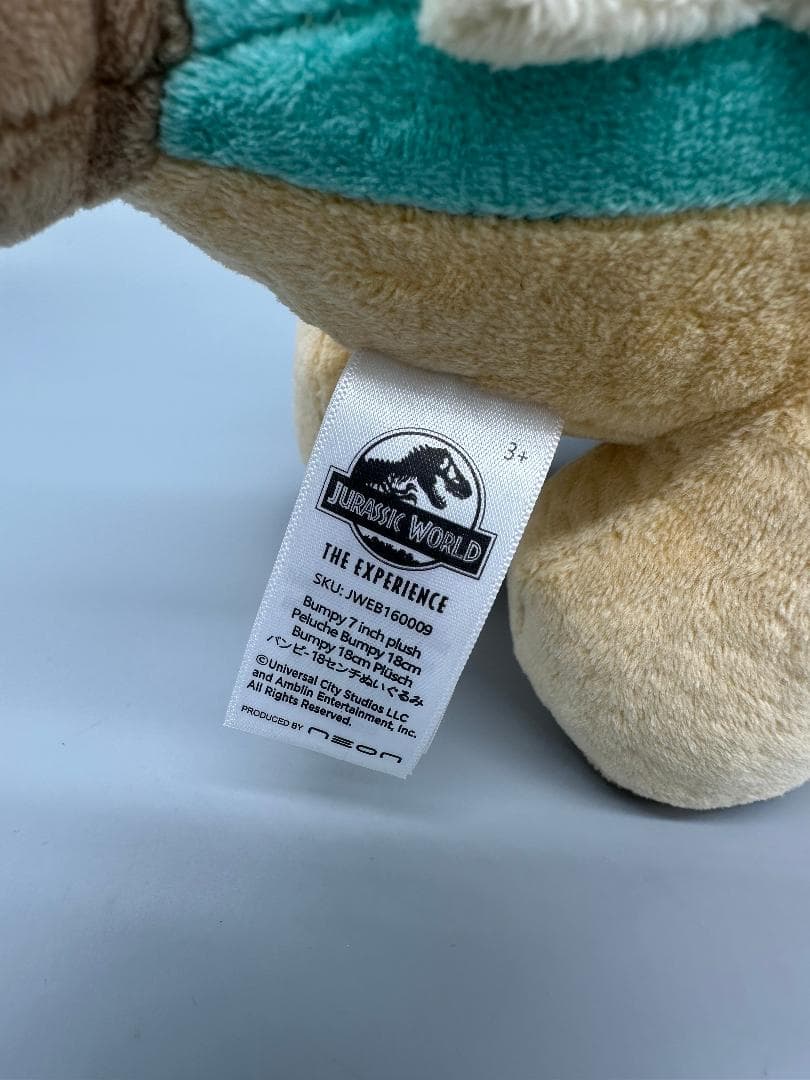 3+
JURASSIC WORLD
THE EXPERIENCE
SKU: JWEB160009
Bumpy 7 inch plush
Peluche Bumpy 18cm
Bumpy 18cm Plüsch
バンピー18センチぬいぐるみ
©Universal City Studios LLC
and Amblin Entertainment, Inc.
All Rights Reserved.
PRODUCED BY NEON